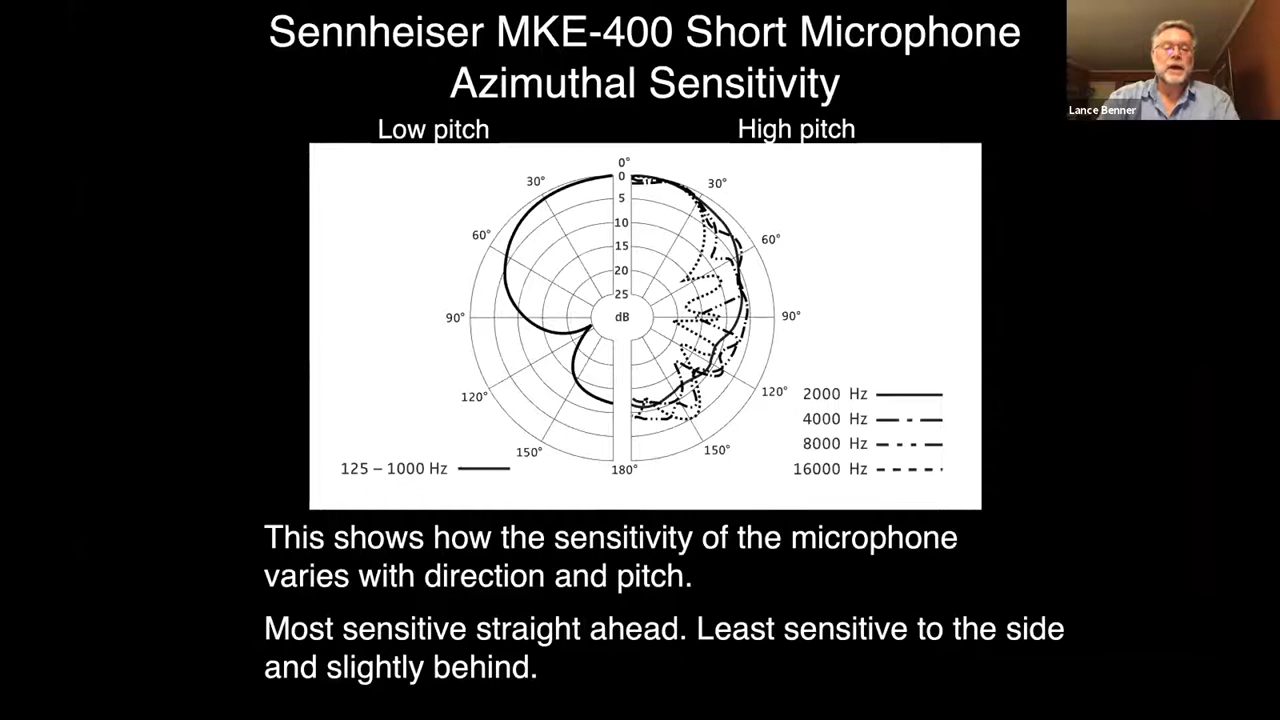 Sennheiser MKE-400 Short Microphone
Azimuthal Sensitivity
Lance Benner
Low pitch
High pitch
0°
30°
0
30°
5
60°
10
60°
15
20
25
90°
dB
90°
120°
120°
150°
150°
180°
125 – 1000 Hz
2000 Hz
4000 Hz
8000 Hz
16000 Hz
This shows how the sensitivity of the microphone
varies with direction and pitch.
Most sensitive straight ahead. Least sensitive to the side
and slightly behind.